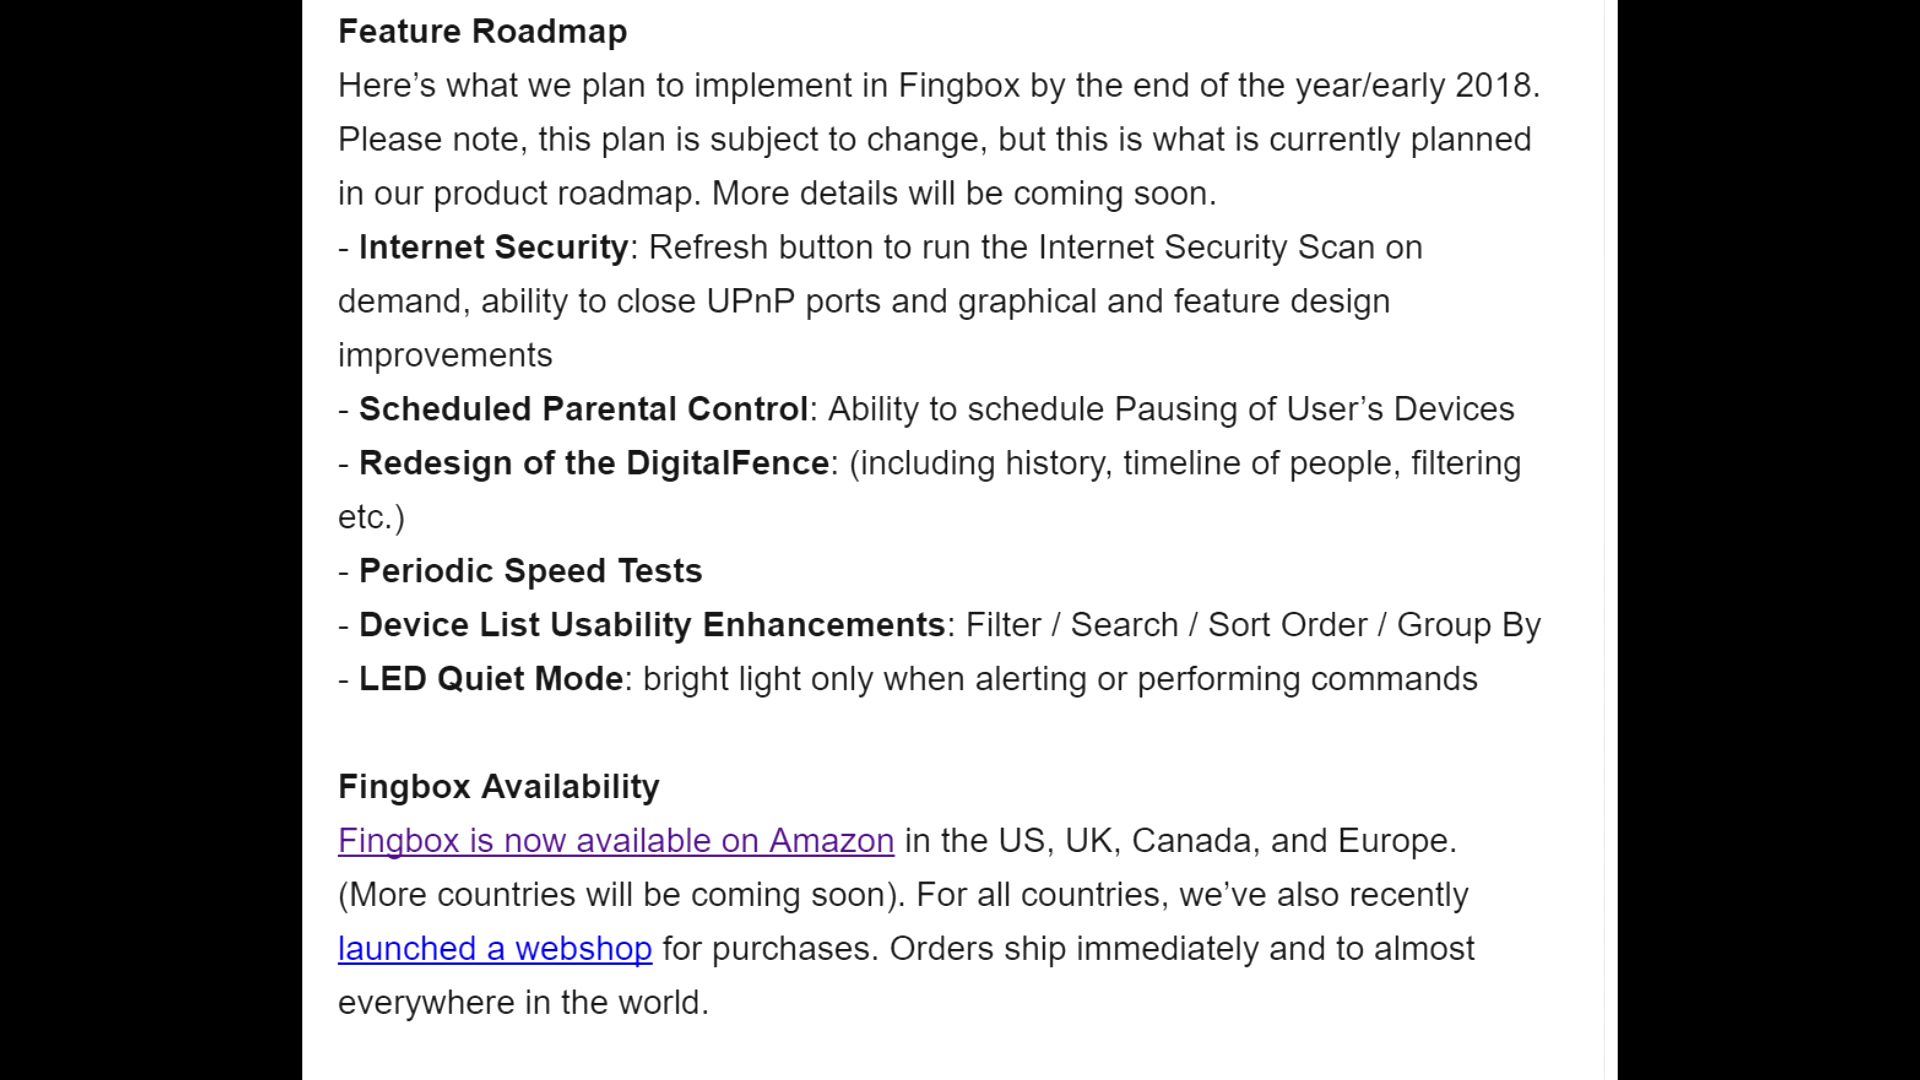 Feature Roadmap
Here’s what we plan to implement in Fingbox by the end of the year/early 2018.
Please note, this plan is subject to change, but this is what is currently planned
in our product roadmap. More details will be coming soon.
- Internet Security: Refresh button to run the Internet Security Scan on
demand, ability to close UPnP ports and graphical and feature design
improvements
- Scheduled Parental Control: Ability to schedule Pausing of User’s Devices
- Redesign of the DigitalFence: (including history, timeline of people, filtering
etc.)
- Periodic Speed Tests
- Device List Usability Enhancements: Filter / Search / Sort Order / Group By
- LED Quiet Mode: bright light only when alerting or performing commands
Fingbox Availability
Fingbox is now available on Amazon in the US, UK, Canada, and Europe.
(More countries will be coming soon). For all countries, we’ve also recently
launched a webshop for purchases. Orders ship immediately and to almost
everywhere in the world.